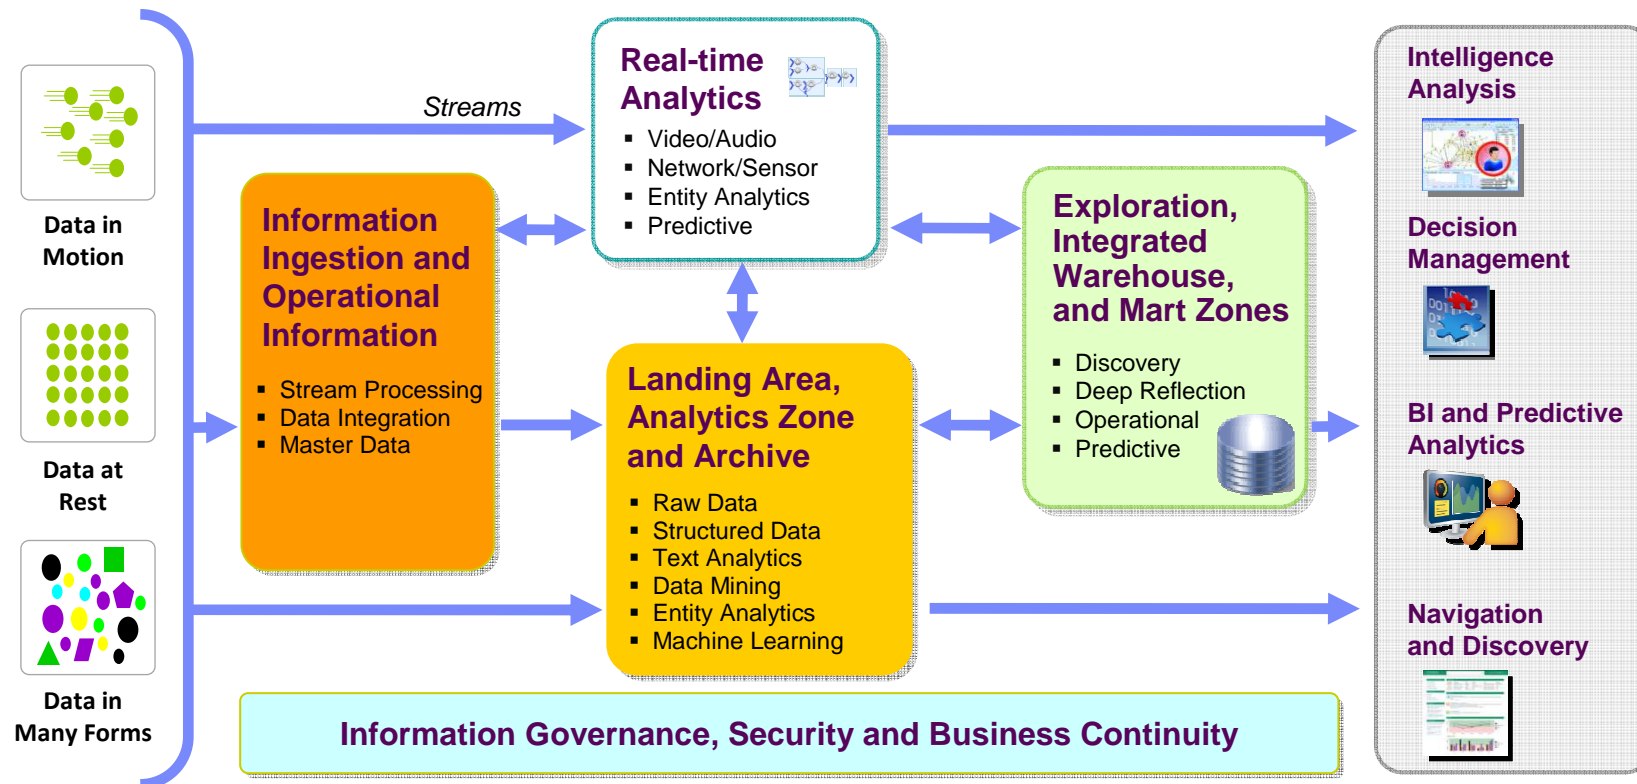 Data in
Motion
Data at
Rest
Data in
Many Forms
Streams
Information
Ingestion and
Operational
Information
▪ Stream Processing
▪ Data Integration
▪ Master Data
Real-time
Analytics
▪ Video/Audio
▪ Network/Sensor
▪ Entity Analytics
▪ Predictive
Landing Area,
Analytics Zone
and Archive
▪ Raw Data
▪ Structured Data
▪ Text Analytics
▪ Data Mining
▪ Entity Analytics
▪ Machine Learning
Exploration,
Integrated
Warehouse,
and Mart Zones
▪ Discovery
▪ Deep Reflection
▪ Operational
▪ Predictive
Intelligence
Analysis
Decision
Management
BI and Predictive
Analytics
Navigation
and Discovery
Information Governance, Security and Business Continuity